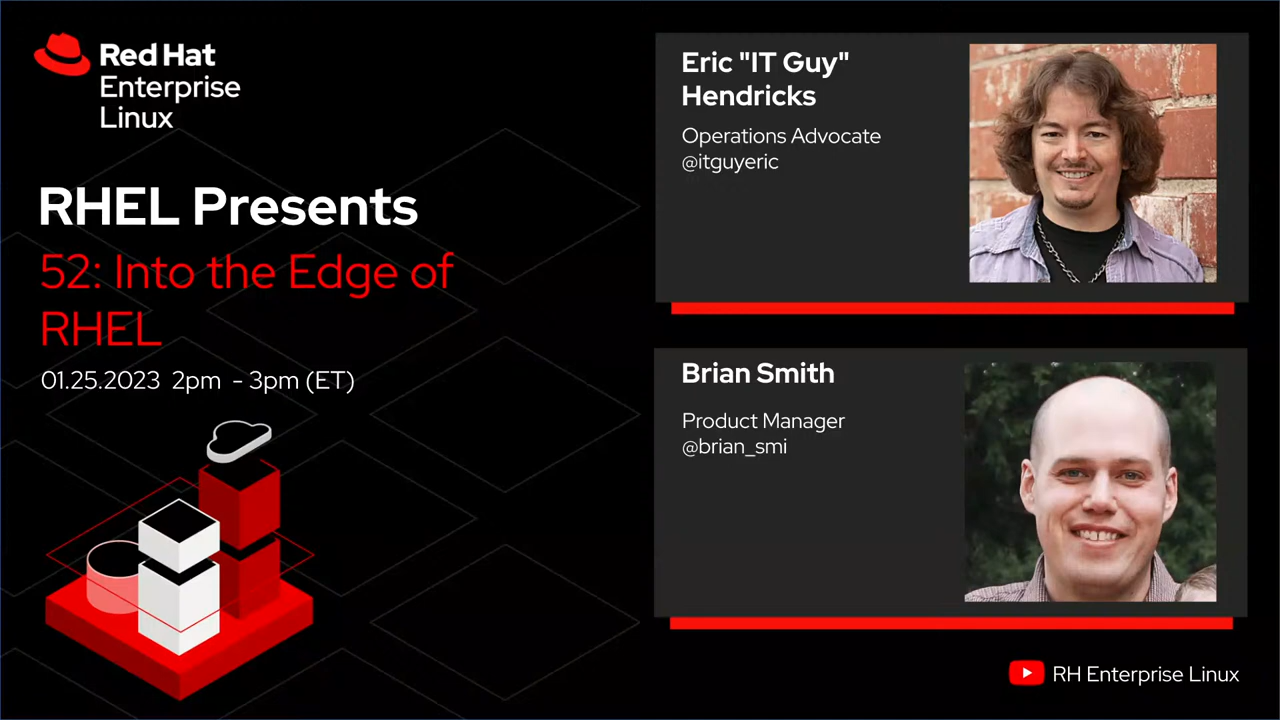 Red Hat
Enterprise
Linux
RHEL Presents
52: Into the Edge of
RHEL
01.25.2023 2pm - 3pm (ET)
Eric "IT Guy"
Hendricks
Operations Advocate
@itguyeric
Brian Smith
Product Manager
@brian_smi
RH Enterprise Linux